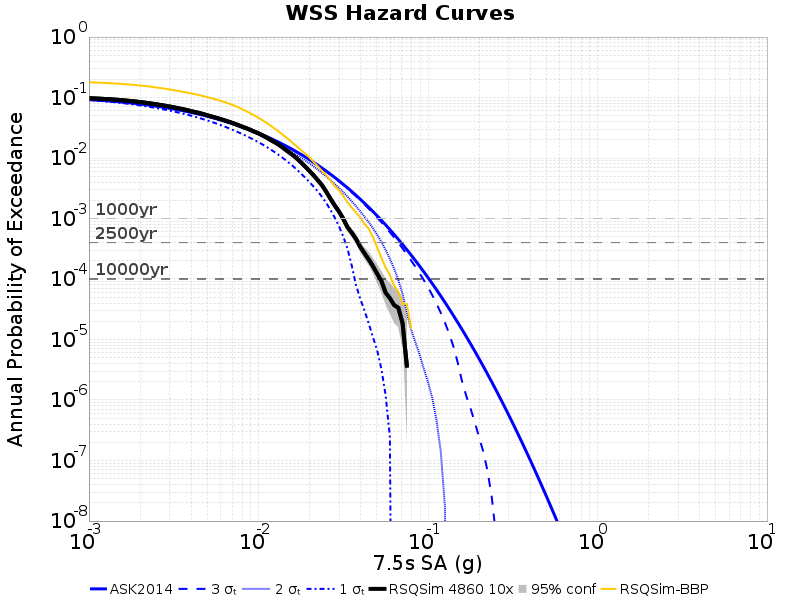 WSS Hazard Curves
Annual Probability of Exceedance
10⁰
10⁻¹
10⁻²
10⁻³
10⁻⁴
10⁻⁵
10⁻⁶
10⁻⁷
10⁻⁸
1000yr
2500yr
10000yr
10⁻³ 10⁻² 10⁻¹ 10⁰ 10¹
7.5s SA (g)
ASK2014 3 σₜ 2 σₜ 1 σₜ RSQSim 4860 10x 95% conf RSQSim-BBP